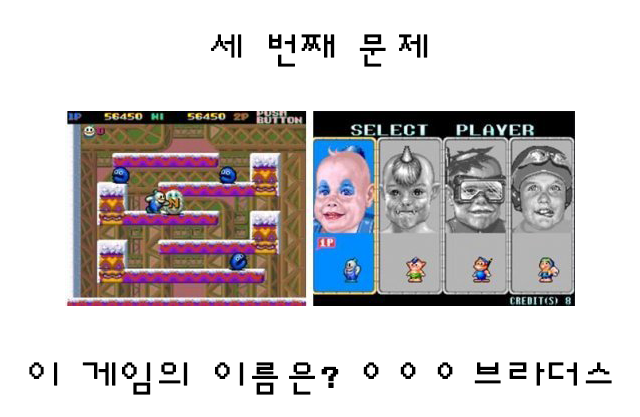 세 번째 문제
1P 56450 HI 56450 2P PUSH BUTTON
SELECT PLAYER
1P
CREDIT(S) 8
이 게임의 이름은? ㅇ ㅇ ㅇ 브라더스